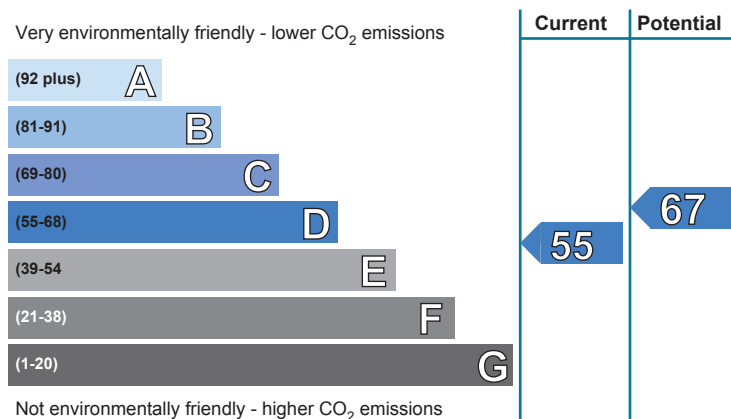 Very environmentally friendly - lower CO2 emissions
Current
Potential
(92 plus) A
(81-91) B
(69-80) C
(55-68) D
(39-54 E
(21-38) F
(1-20) G
55
67
Not environmentally friendly - higher CO2 emissions